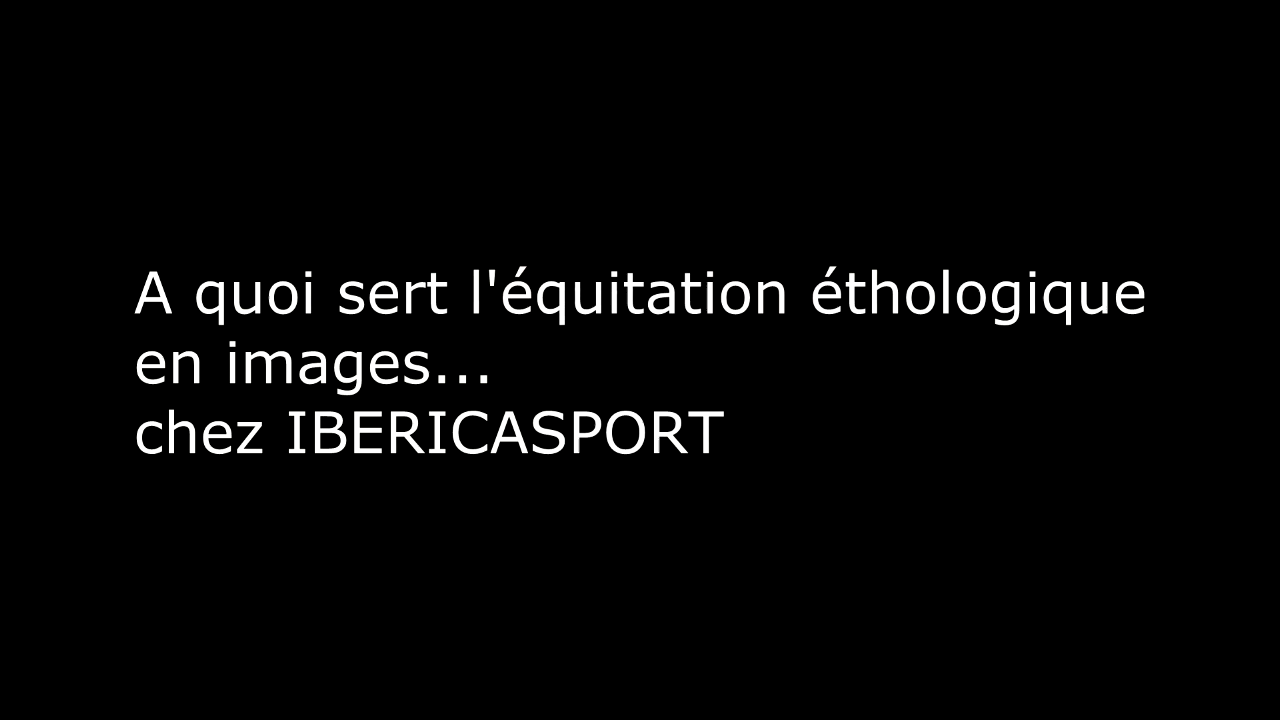 A quoi sert l'équitation éthologique
en images...
chez IBERICASPORT